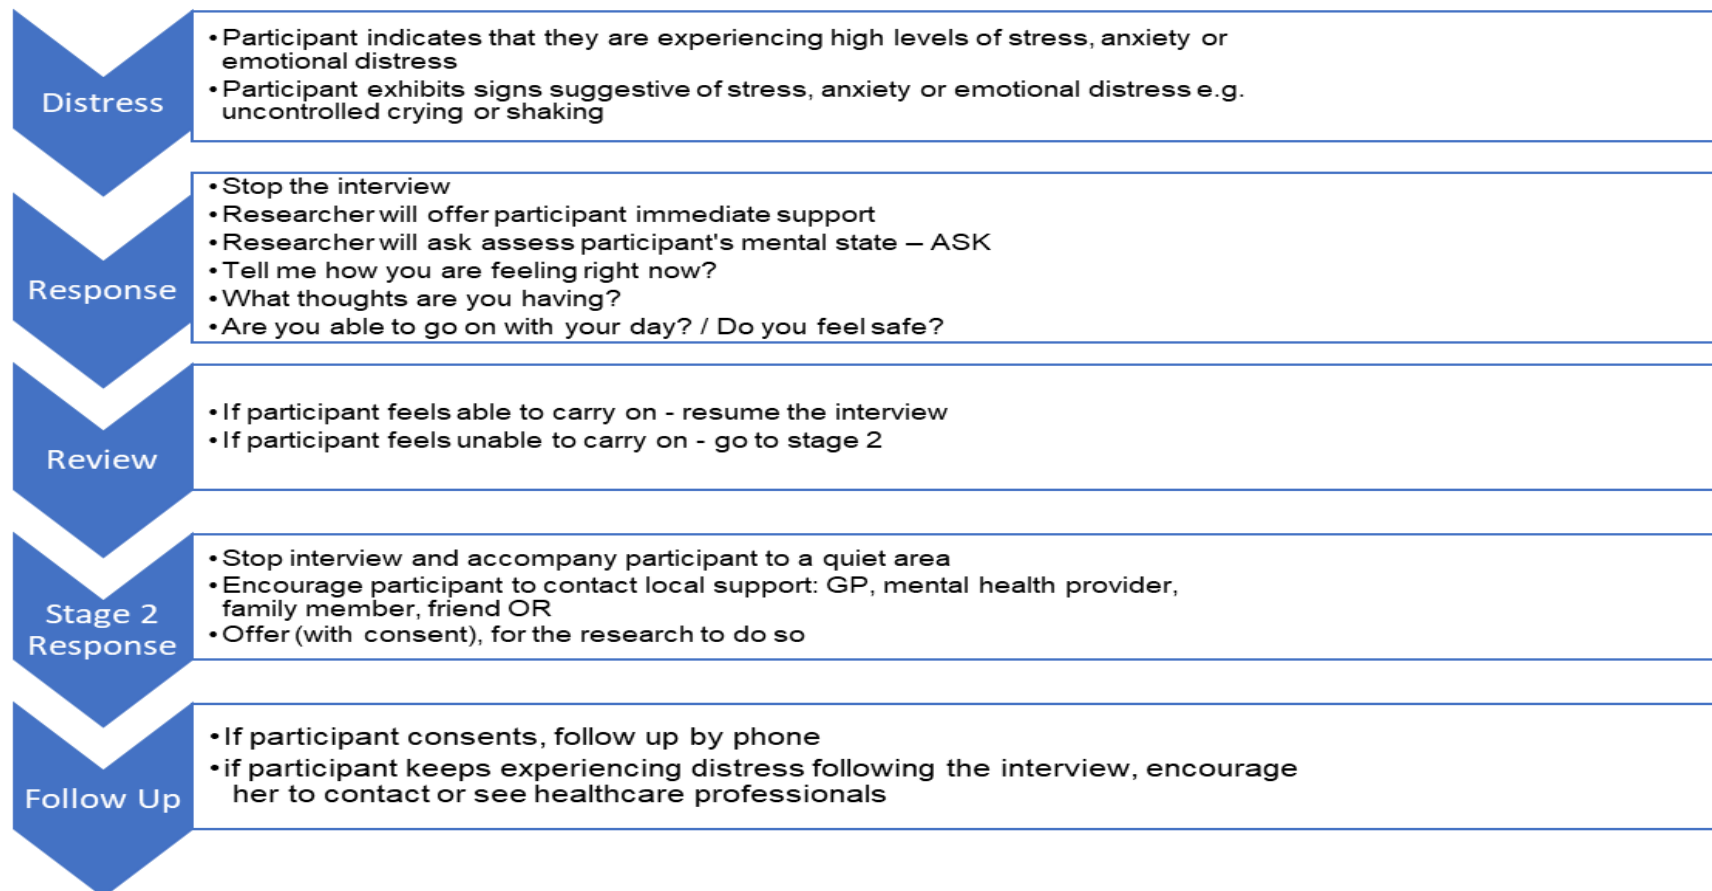 Distress
•Participant indicates that they are experiencing high levels of stress, anxiety or
emotional distress
•Participant exhibits signs suggestive of stress, anxiety or emotional distress e.g.
uncontrolled crying or shaking
Response
•Stop the interview
•Researcher will offer participant immediate support
•Researcher will ask assess participant's mental state – ASK
•Tell me how you are feeling right now?
•What thoughts are you having?
•Are you able to go on with your day? / Do you feel safe?
Review
•If participant feels able to carry on - resume the interview
•If participant feels unable to carry on - go to stage 2
Stage 2
Response
•Stop interview and accompany participant to a quiet area
•Encourage participant to contact local support: GP, mental health provider,
family member, friend OR
•Offer (with consent), for the research to do so
Follow Up
•If participant consents, follow up by phone
•if participant keeps experiencing distress following the interview, encourage
her to contact or see healthcare professionals